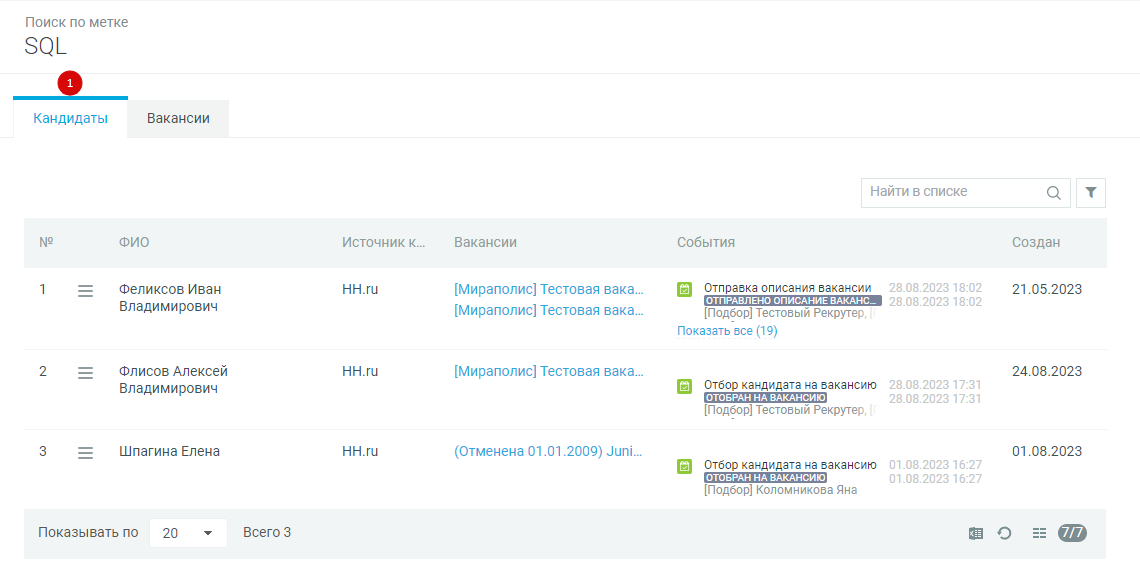 Поиск по метке
SQL
1
Кандидаты Вакансии
Найти в списке
№ ФИО Источник к... Вакансии События Создан
1 Феликсов Иван Владимирович HH.ru [Мираполис] Тестовая вака... [Мираполис] Тестовая вака... 21.05.2023
Отправка описания вакансии 28.08.2023 18:02
ОТПРАВЛЕНО ОПИСАНИЕ ВАКАНС... 28.08.2023 18:02
[Подбор] Тестовый Рекрутер,
Показать все (19)
2 Флисов Алексей Владимирович HH.ru [Мираполис] Тестовая вака... 24.08.2023
Отбор кандидата на вакансию 28.08.2023 17:31
ОТОБРАН НА ВАКАНСИЮ 28.08.2023 17:31
[Подбор] Тестовый Рекрутер,
3 Шпагина Елена HH.ru (Отменена 01.01.2009) Juni... 01.08.2023
Отбор кандидата на вакансию 01.08.2023 16:27
ОТОБРАН НА ВАКАНСИЮ 01.08.2023 16:27
[Подбор] Коломникова Яна
Показывать по 20 Всего 3 7/7